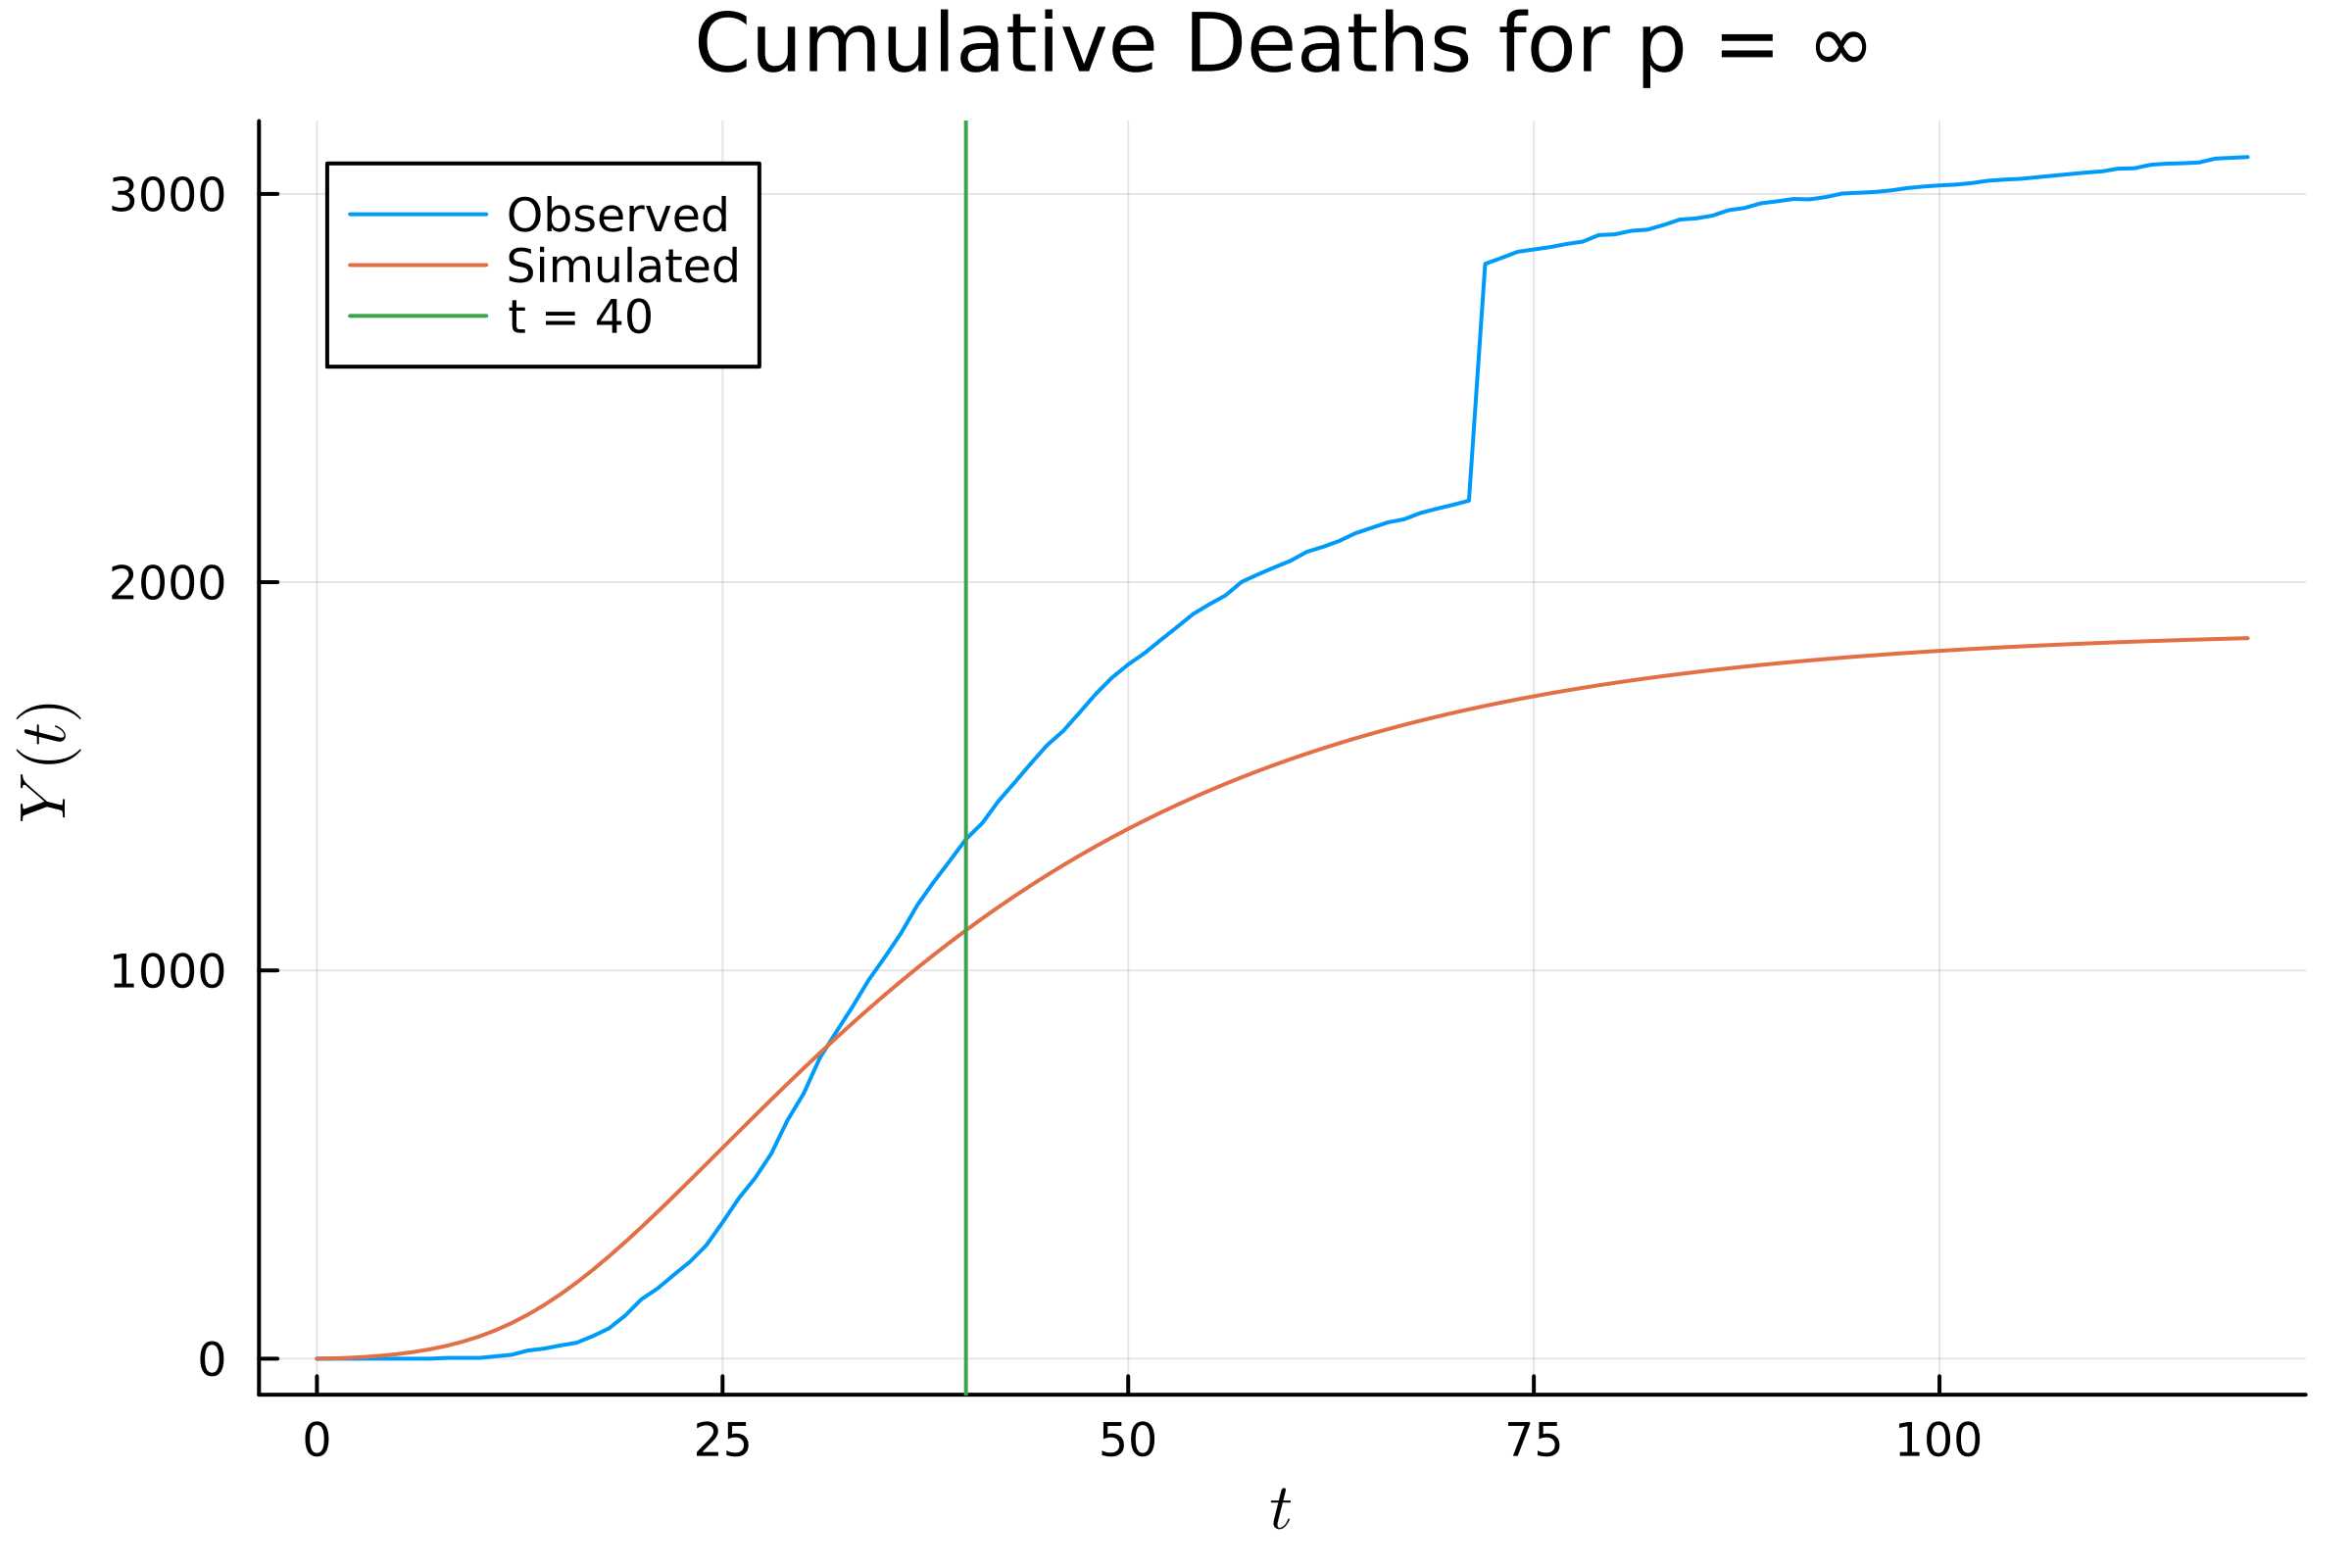 Cumulative Deaths for p = ∞
3000
2000
1000
0
Y(t)
Observed
Simulated
t = 40
0 25 50 75 100
t